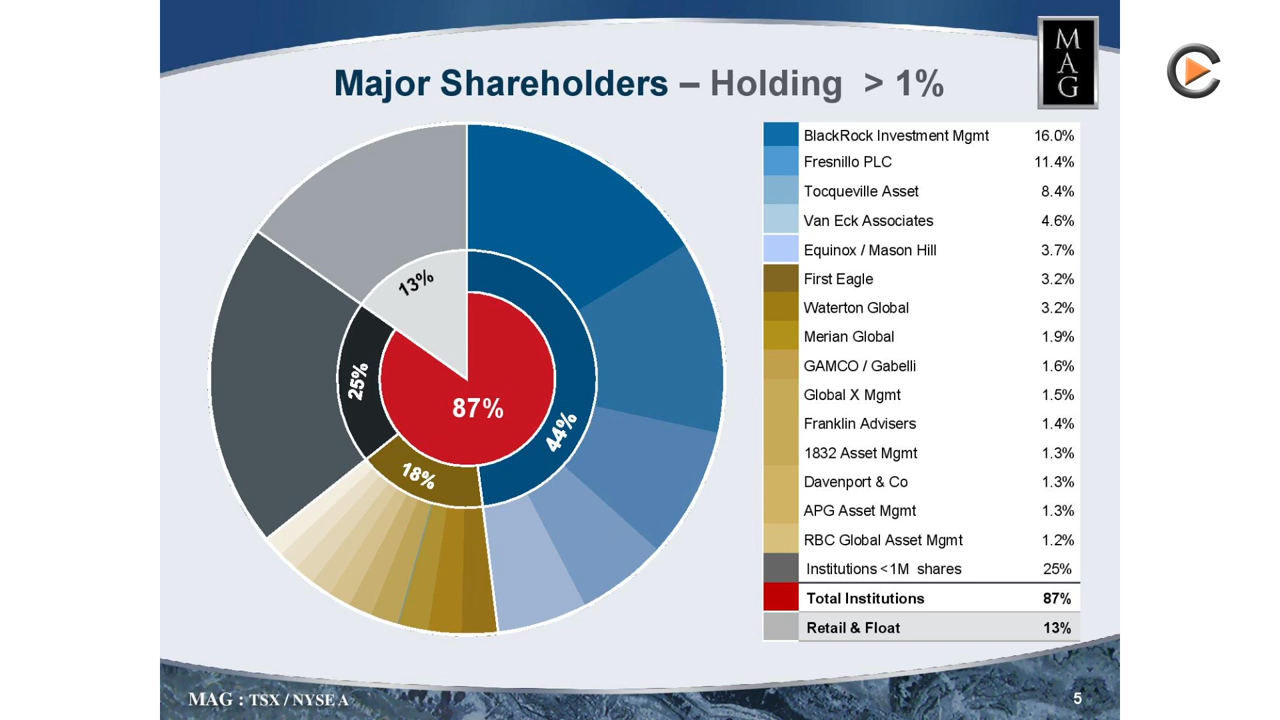 MAG
Major Shareholders – Holding > 1%
13%
25%
87%
44%
18%
BlackRock Investment Mgmt 16.0%
Fresnillo PLC 11.4%
Tocqueville Asset 8.4%
Van Eck Associates 4.6%
Equinox / Mason Hill 3.7%
First Eagle 3.2%
Waterton Global 3.2%
Merian Global 1.9%
GAMCO / Gabelli 1.6%
Global X Mgmt 1.5%
Franklin Advisers 1.4%
1832 Asset Mgmt 1.3%
Davenport & Co 1.3%
APG Asset Mgmt 1.3%
RBC Global Asset Mgmt 1.2%
Institutions <1M shares 25%
Total Institutions 87%
Retail & Float 13%
MAG : TSX / NYSE A
5